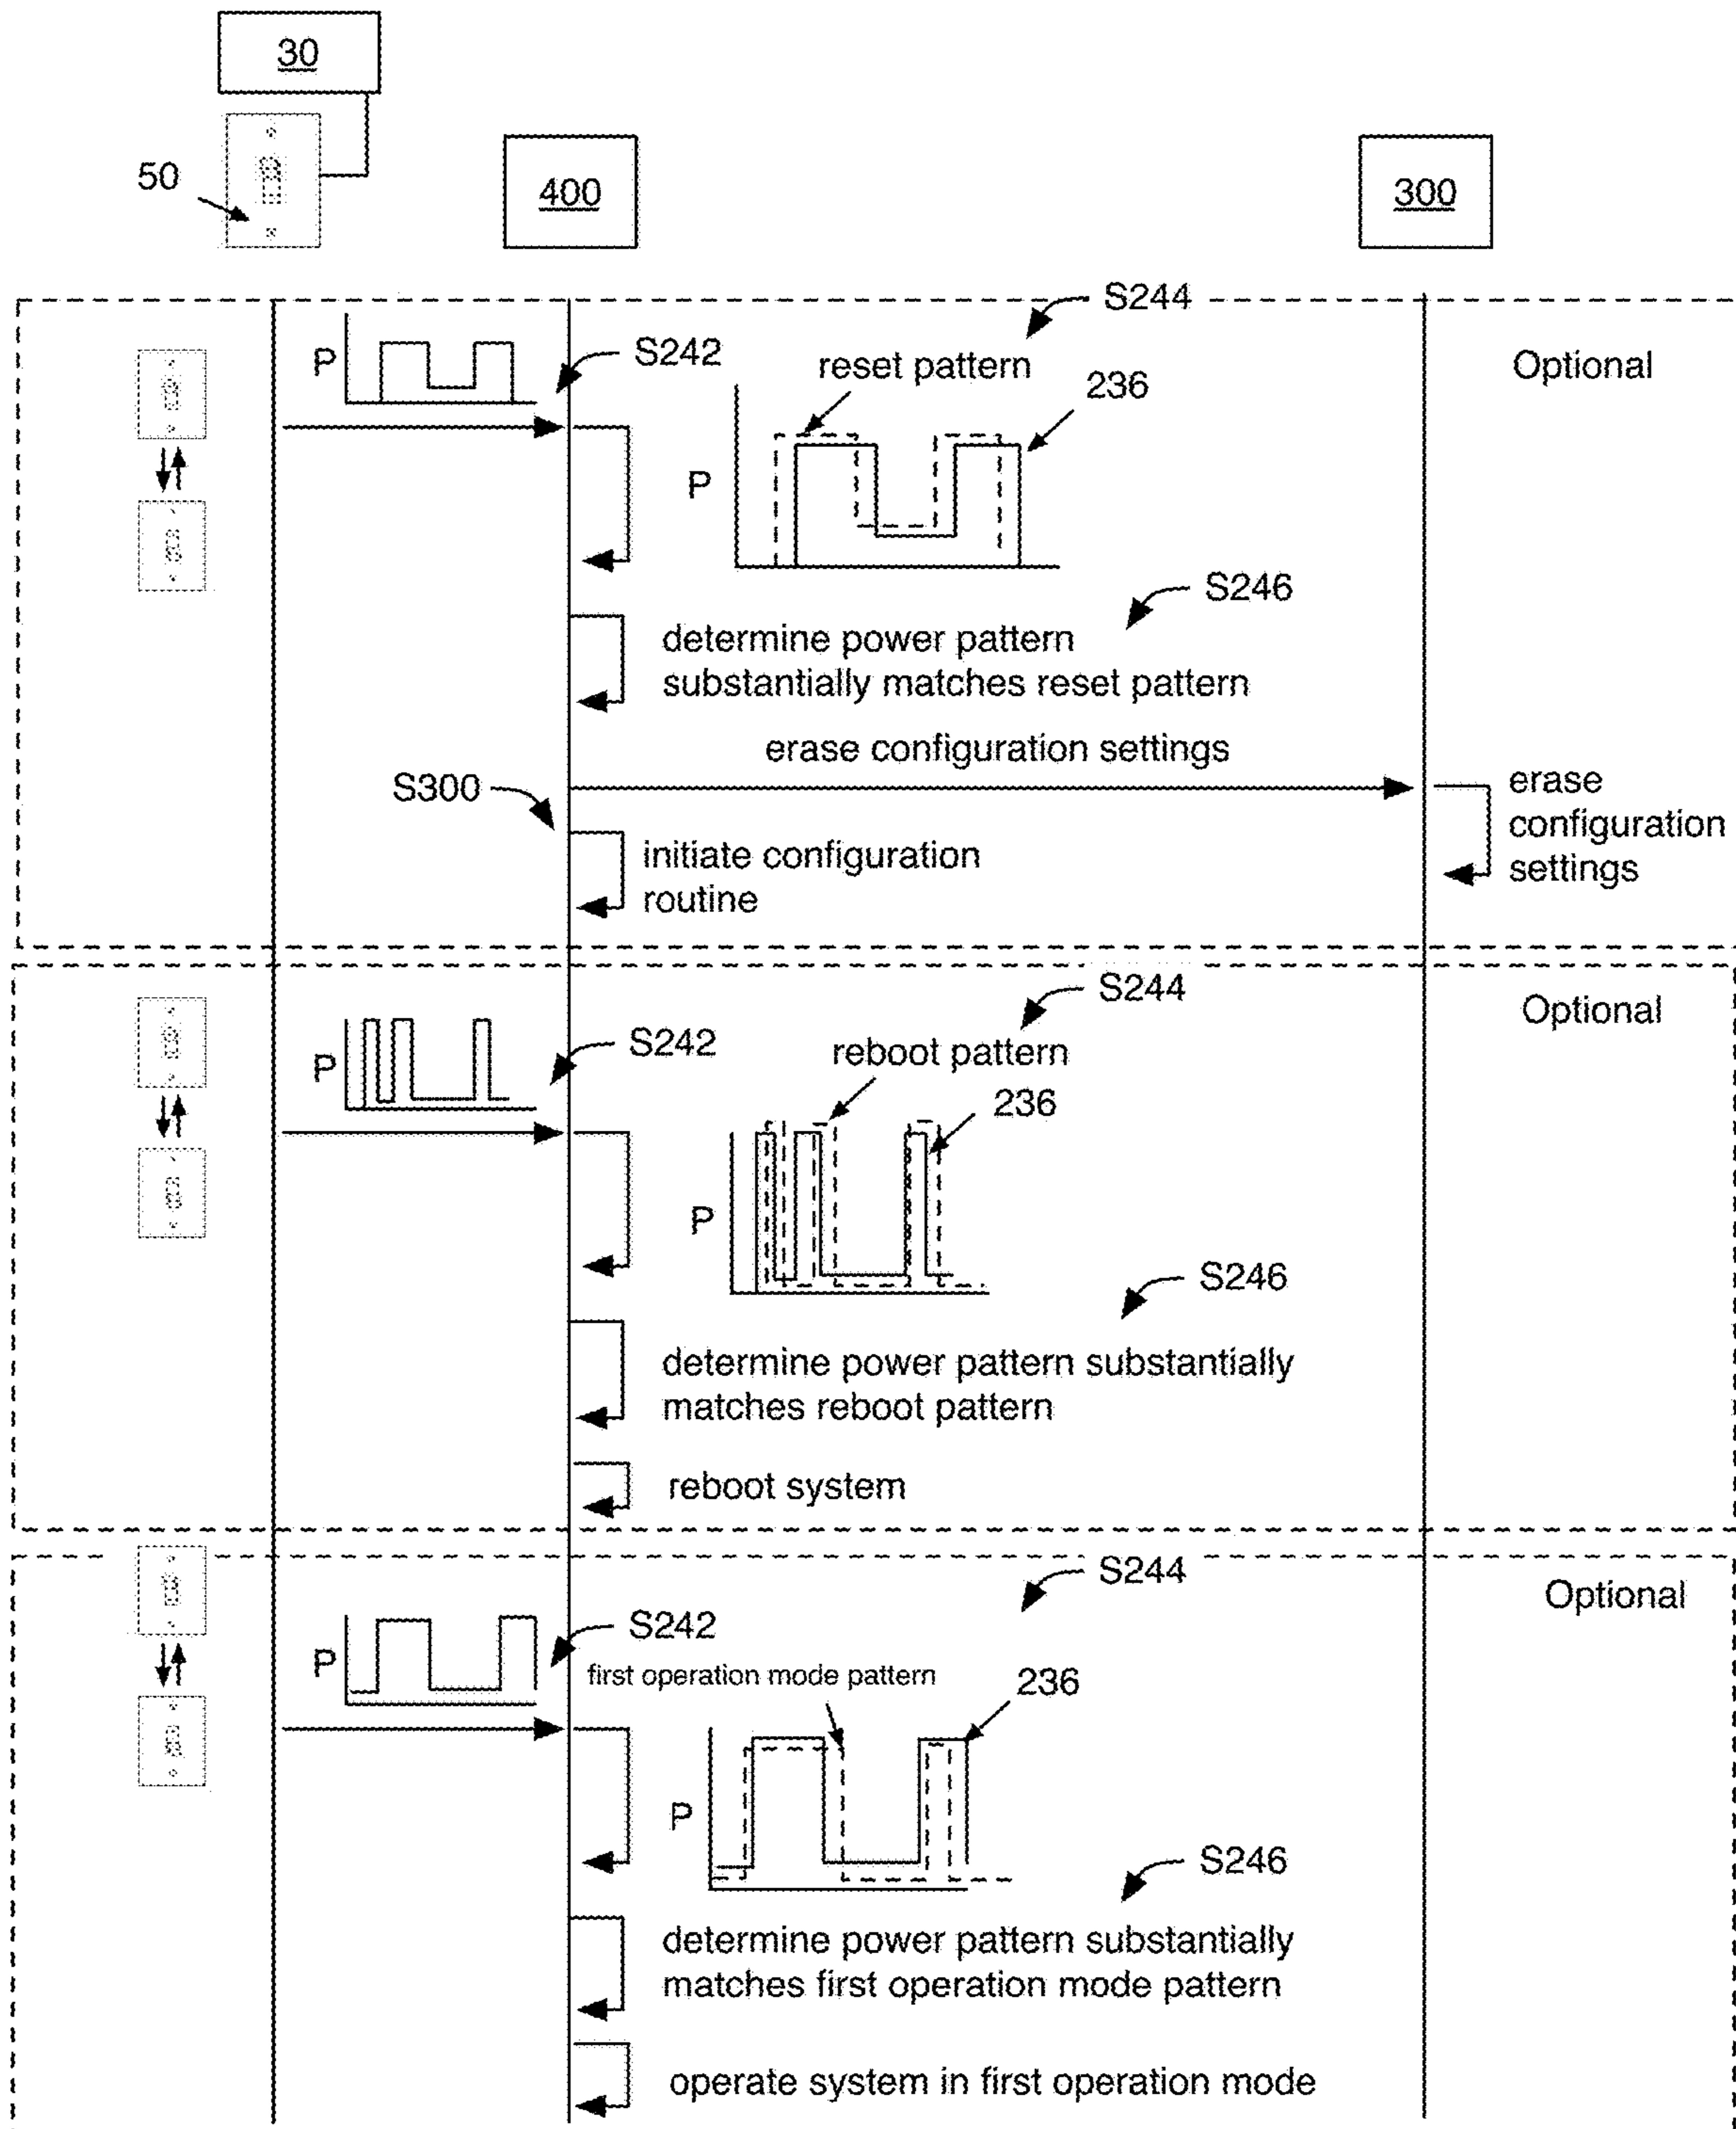 30
50
400
300
S244
P
S242
reset pattern
236
Optional
P
S246
determine power pattern
substantially matches reset pattern
erase configuration settings
S300
erase
configuration
settings
initiate configuration
routine
S244
Optional
P
S242
reboot pattern
236
P
S246
determine power pattern substantially
matches reboot pattern
reboot system
S244
Optional
P
S242
first operation mode pattern
236
P
S246
determine power pattern substantially
matches first operation mode pattern
operate system in first operation mode